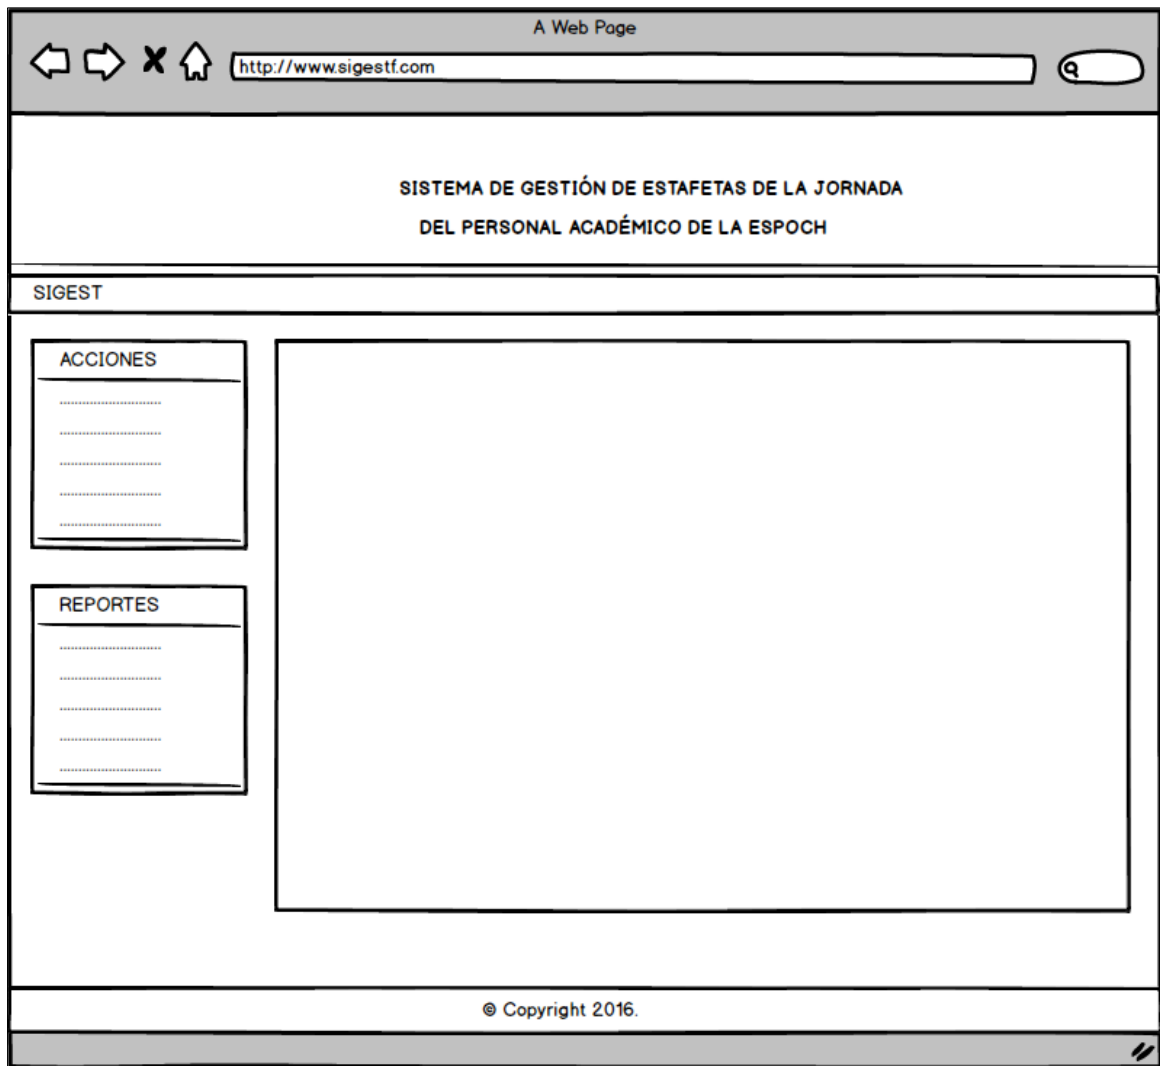 A Web Page
http://www.sigestf.com
SISTEMA DE GESTIÓN DE ESTAFETAS DE LA JORNADA
DEL PERSONAL ACADÉMICO DE LA ESPOCH
SIGEST
ACCIONES
............................
............................
............................
............................
............................
REPORTES
............................
............................
............................
............................
............................
© Copyright 2016.